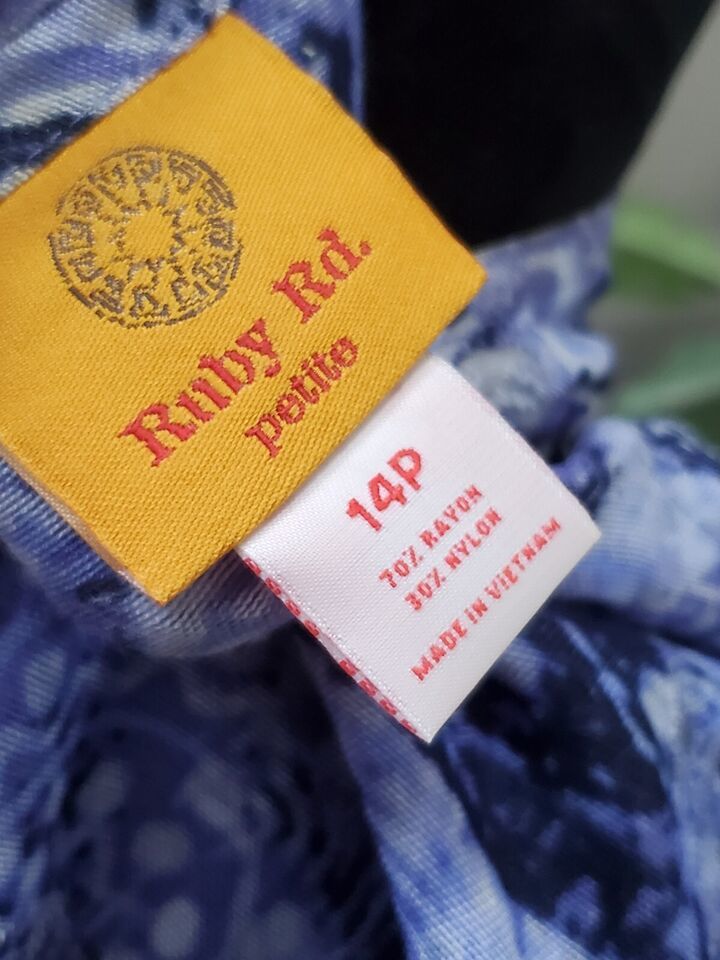 Ruby Rd.
petite
14P
70% RAYON
30% NYLON
MADE IN VIETNAM